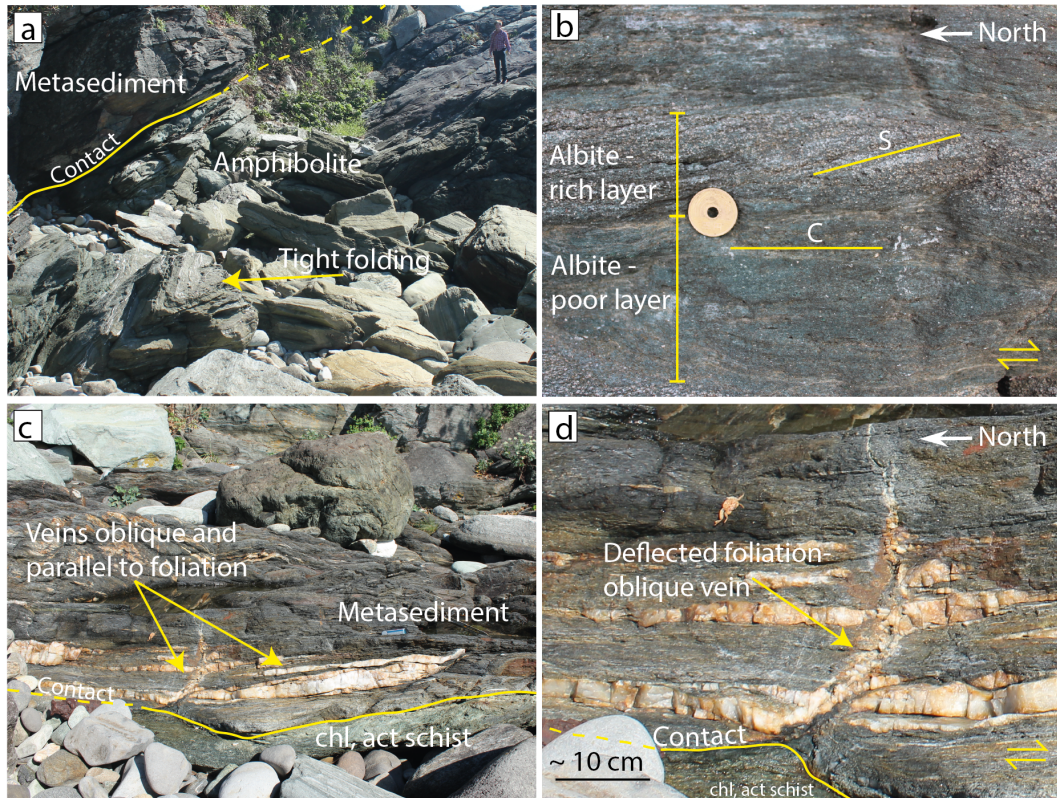 a
Metasediment
Contact
Amphibolite
Tight folding
b
North
Albite -
rich layer
S
C
Albite -
poor layer
c
Veins oblique and
parallel to foliation
Metasediment
Contact
chl, act schist
d
North
Deflected foliation-
oblique vein
Contact
~ 10 cm
chl, act schist